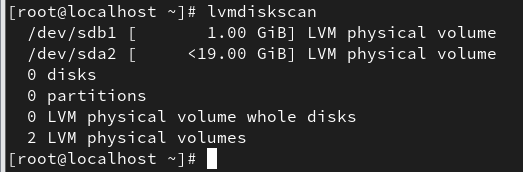 [root@localhost ~]# lvmdiskscan
  /dev/sdb1 [       1.00 GiB] LVM physical volume
  /dev/sda2 [     <19.00 GiB] LVM physical volume
  0 disks
  0 partitions
  0 LVM physical volume whole disks
  2 LVM physical volumes
[root@localhost ~]#